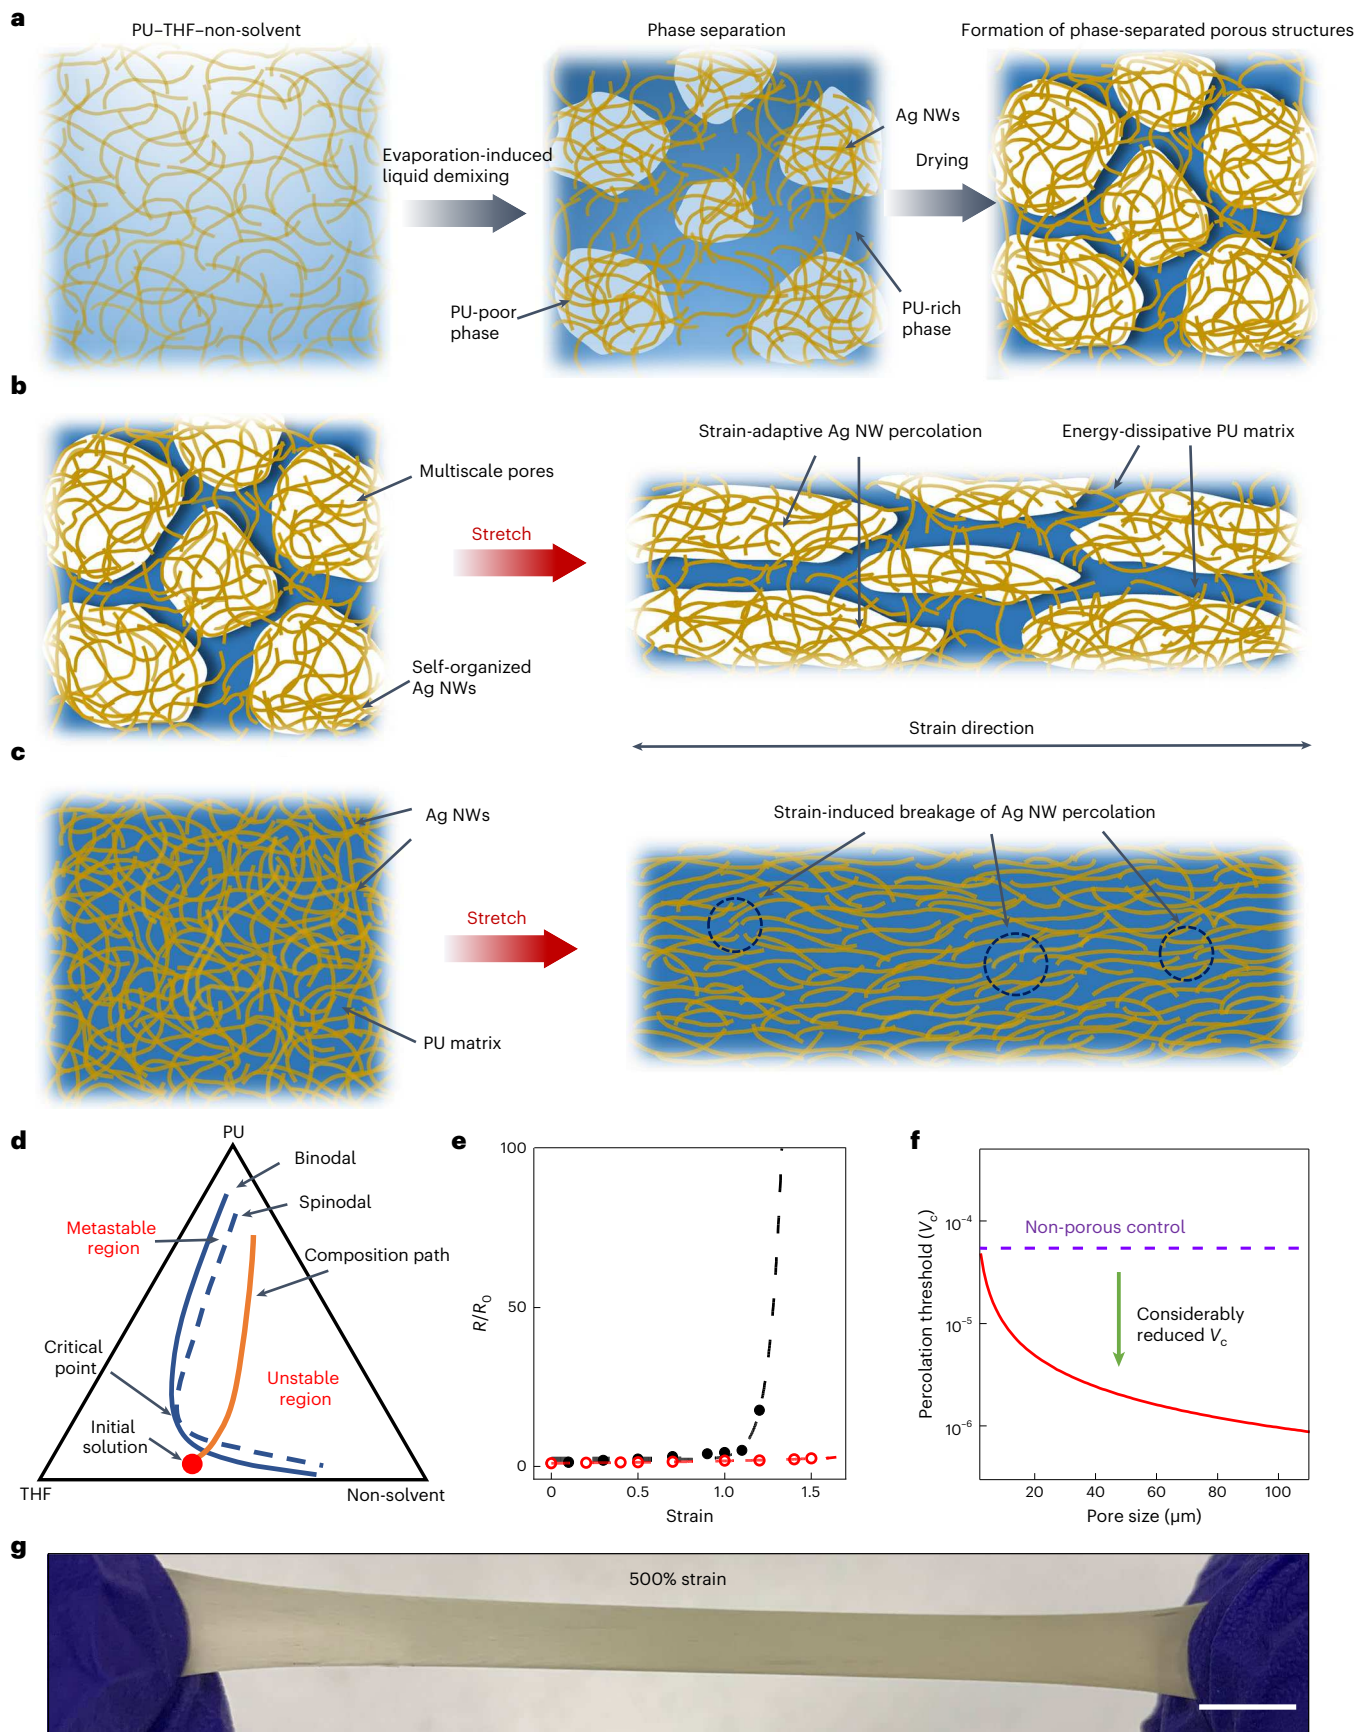 a
PU–THF–non-solvent
Phase separation
Formation of phase-separated porous structures
Evaporation-induced
liquid demixing
Ag NWs
Drying
PU-poor
phase
PU-rich
phase
b
Multiscale pores
Stretch
Strain-adaptive Ag NW percolation
Energy-dissipative PU matrix
Self-organized
Ag NWs
Strain direction
c
Ag NWs
Stretch
PU matrix
Strain-induced breakage of Ag NW percolation
d
PU
Binodal
Spinodal
Metastable
region
Composition path
Critical
point
Unstable
region
Initial
solution
THF
Non-solvent
e
100
50
0
R/R0
0
0.5
1.0
1.5
Strain
f
Percolation threshold (Vc)
10−4
10−5
10−6
Non-porous control
Considerably
reduced Vc
20
40
60
80
100
Pore size (µm)
g
500% strain